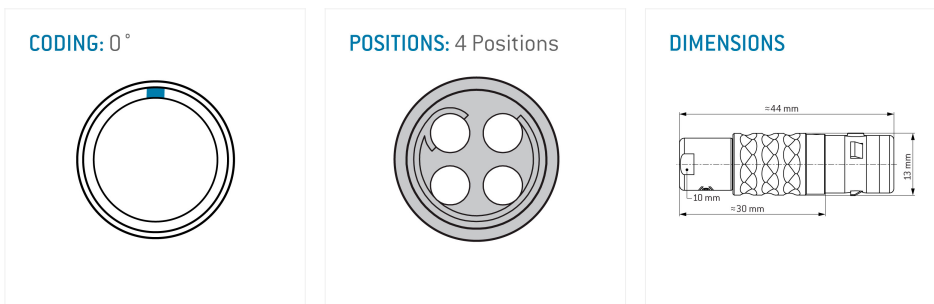 CODING: 0°
POSITIONS: 4 Positions
DIMENSIONS
≈44 mm
13 mm
10 mm
≈30 mm